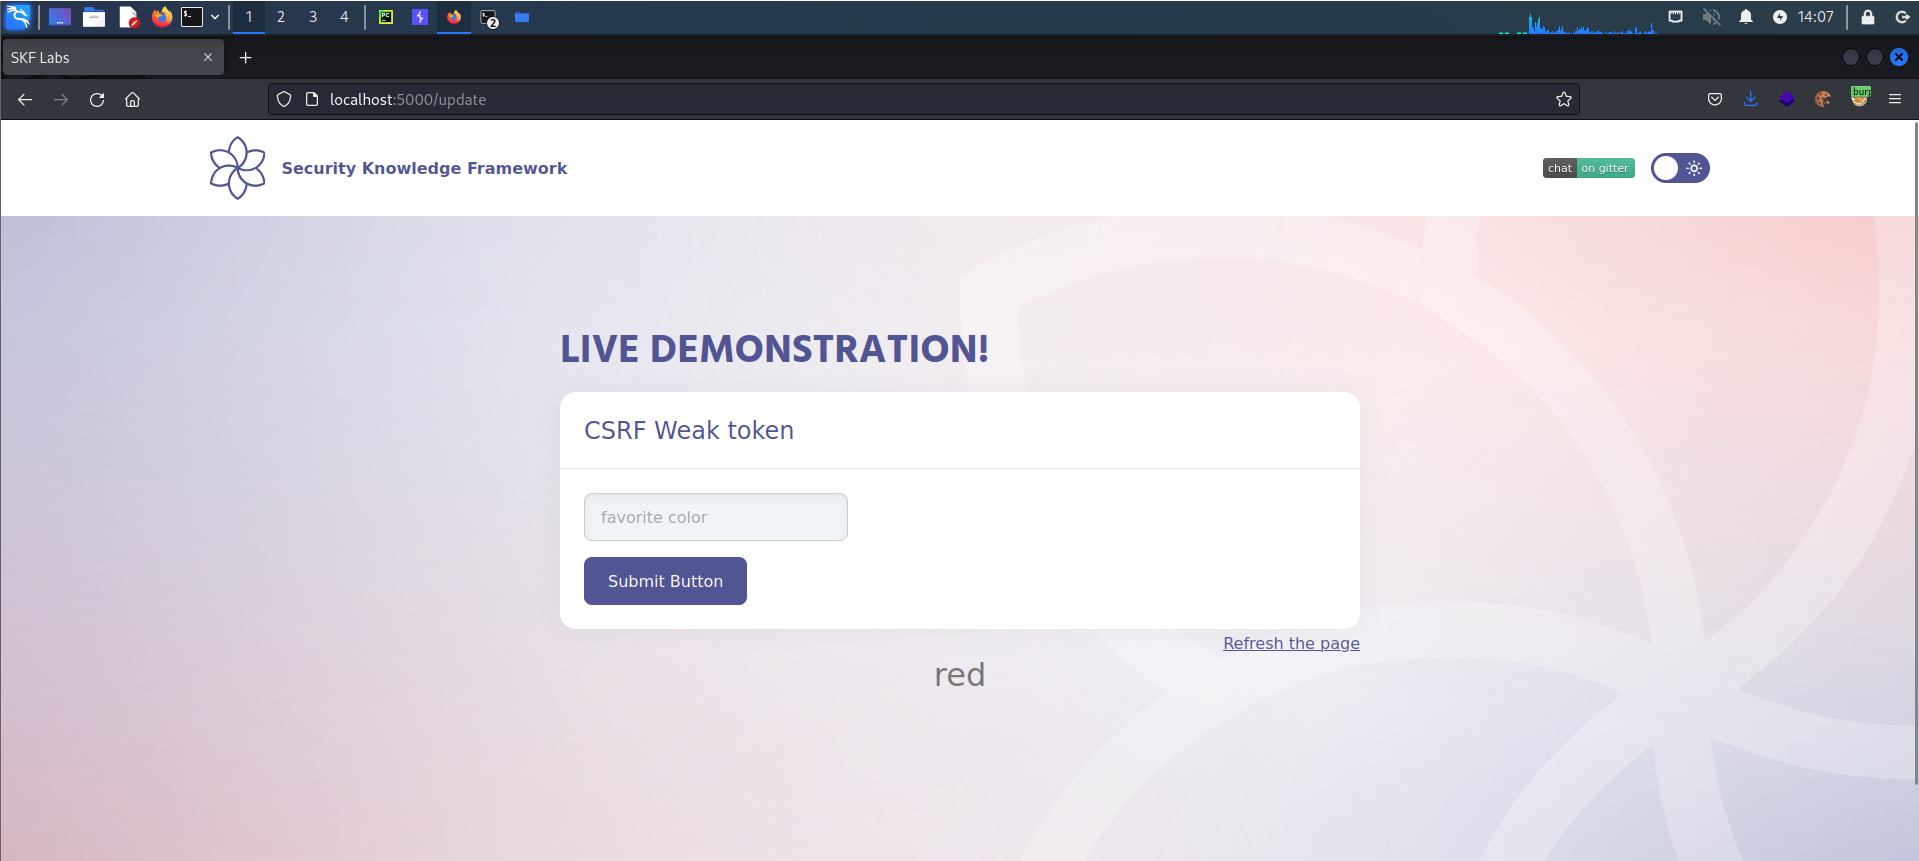 1 2 3 4
2
14:07
SKF Labs
localhost:5000/update
Security Knowledge Framework
chat on gitter
LIVE DEMONSTRATION!
CSRF Weak token
favorite color
Submit Button
Refresh the page
red